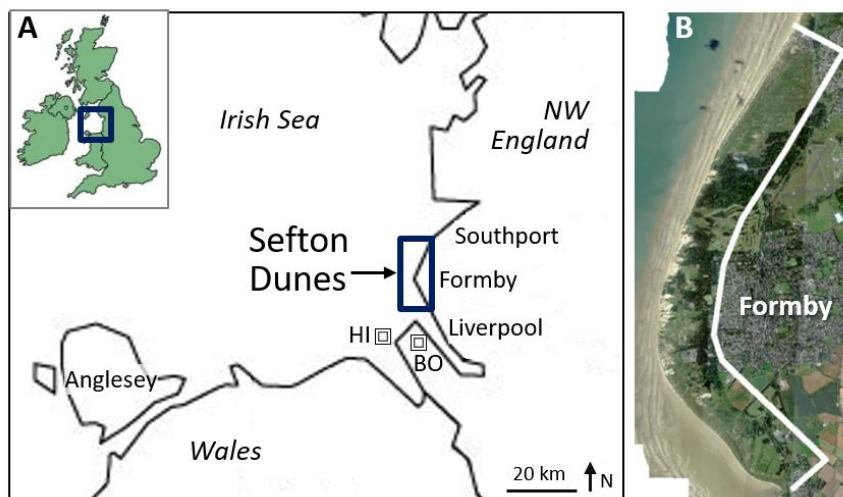 A
Irish Sea
NW
England
Sefton
Dunes
Southport
Formby
Liverpool
HI
BO
Anglesey
Wales
20 km
N
B
Formby